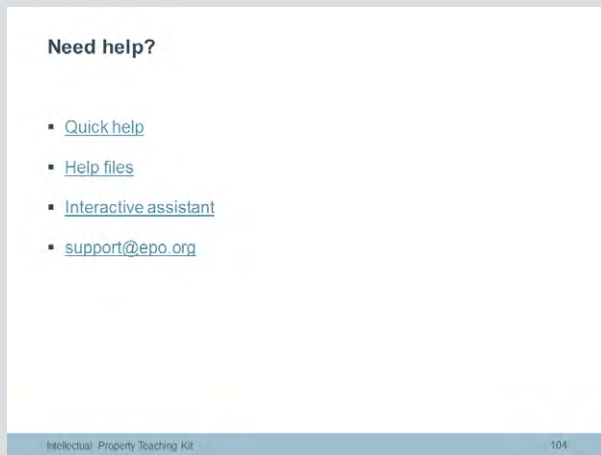 Need help?
▪ Quick help
▪ Help files
▪ Interactive assistant
▪ support@epo.org
Intellectual Property Teaching Kit
104